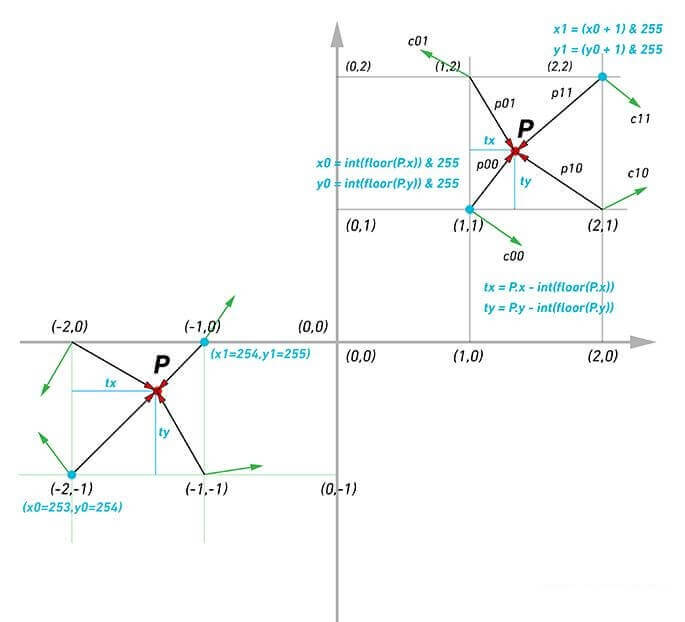 x1 = (x0 + 1) & 255
y1 = (y0 + 1) & 255
c01
(0,2)
(1,2)
(2,2)
p01
p11
c11
P
tx
x0 = int(floor(P.x)) & 255
y0 = int(floor(P.y)) & 255
p00
ty
p10
c10
(0,1)
(1,1)
(2,1)
c00
tx = P.x - int(floor(P.x))
ty = P.y - int(floor(P.y))
(-2,0)
(-1,0)
(0,0)
(x1=254,y1=255)
(0,0)
(1,0)
(2,0)
P
tx
ty
(-2,-1)
(-1,-1)
(0,-1)
(x0=253,y0=254)